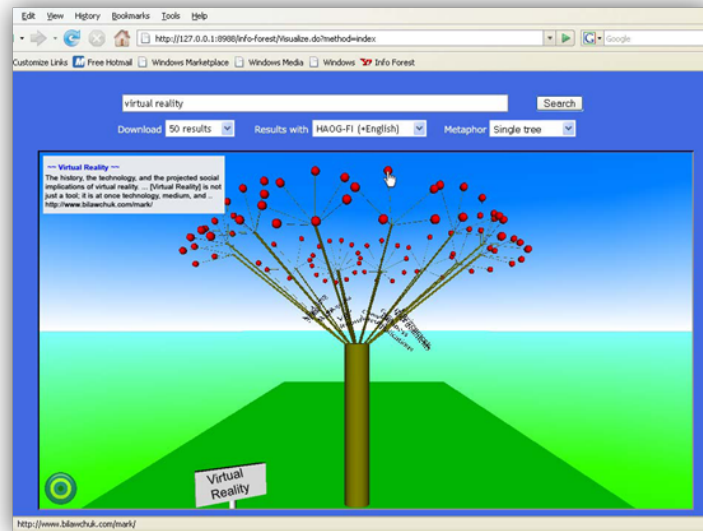 Edit View History Bookmarks Tools Help
http://127.0.0.1:8988/info-forest/Visualize.do?method=index
Google
Customize Links Free Hotmail Windows Marketplace Windows Media Windows Info Forest
virtual reality Search
Download 50 results Results with HAOG-FI (+English) Metaphor Single tree
~~ Virtual Reality ~~
The history, the technology, and the projected social
implications of virtual reality. ... [Virtual Reality] is not
just a tool; it is at once technology, medium, and ..
http://www.bilawchuk.com/mark/
Virtual
Reality
http://www.bilawchuk.com/mark/